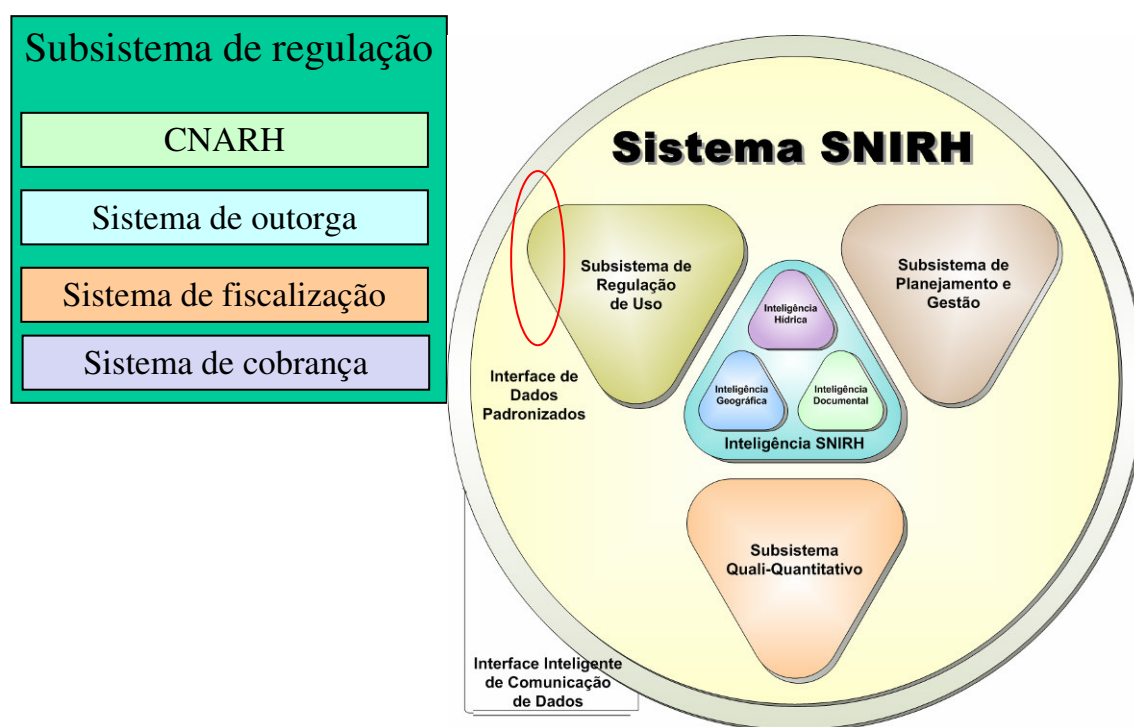 Subsistema de regulação
CNARH
Sistema de outorga
Sistema de fiscalização
Sistema de cobrança
Sistema SNIRH
Subsistema de
Regulação
de Uso
Subsistema de
Planejamento e
Gestão
Inteligência
Hídrica
Inteligência
Geográfica
Inteligência
Documental
Inteligência SNIRH
Interface de
Dados
Padronizados
Subsistema
Quali-Quantitativo
Interface Inteligente
de Comunicação
de Dados